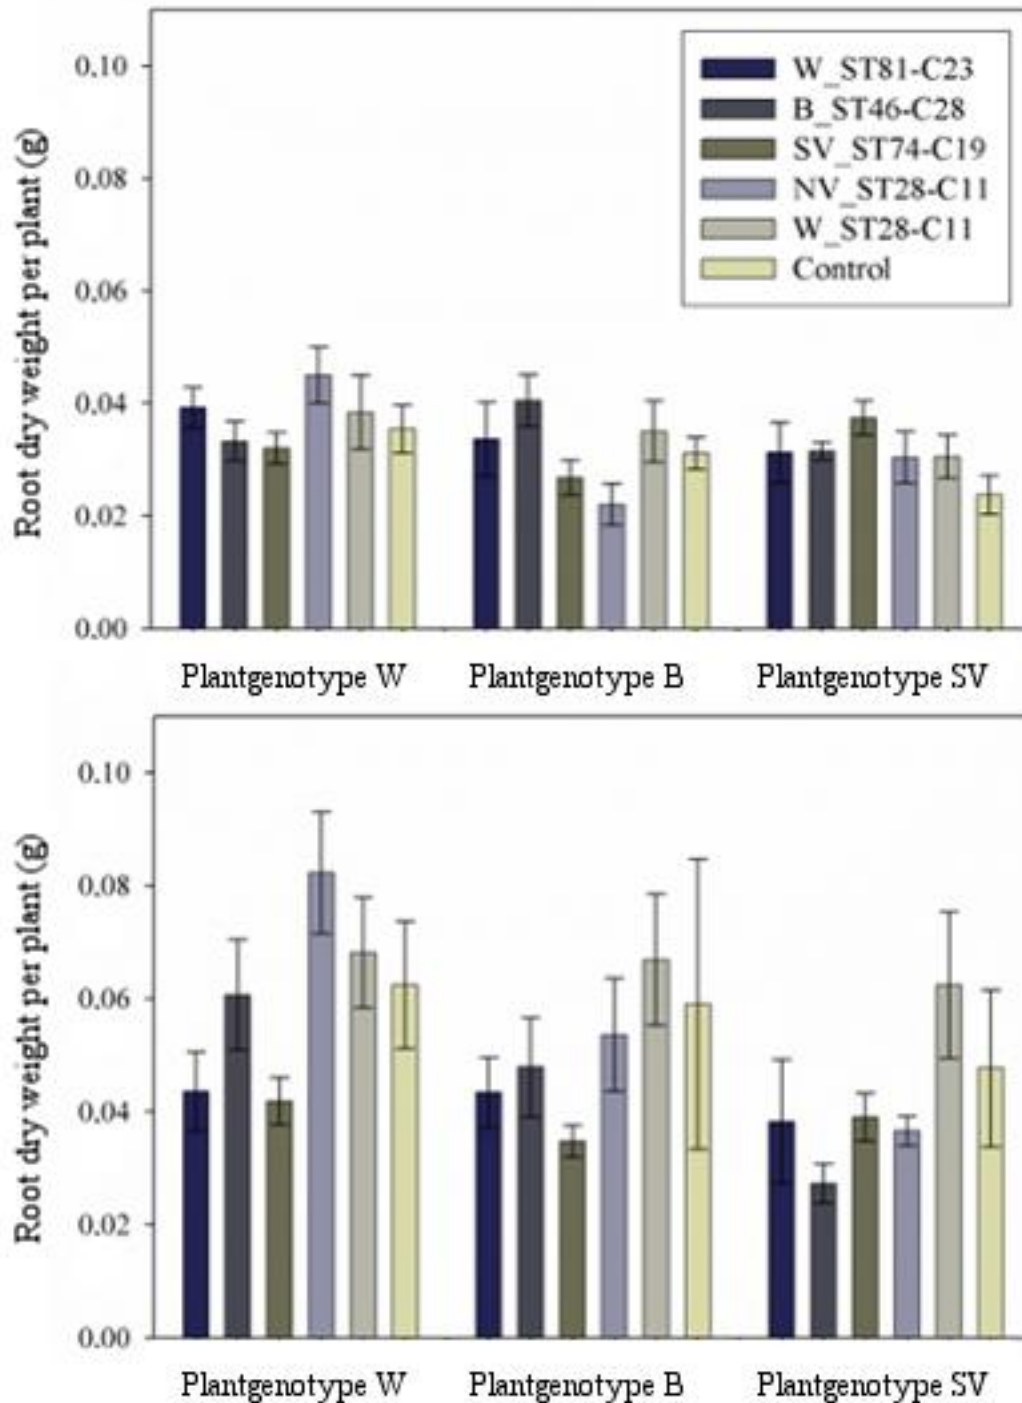 Root dry weight per plant (g)
0.10
0.08
0.06
0.04
0.02
0.00
W_ST81-C23
B_ST46-C28
SV_ST74-C19
NV_ST28-C11
W_ST28-C11
Control
Plantgenotype W
Plantgenotype B
Plantgenotype SV
Root dry weight per plant (g)
0.10
0.08
0.06
0.04
0.02
0.00
Plantgenotype W
Plantgenotype B
Plantgenotype SV